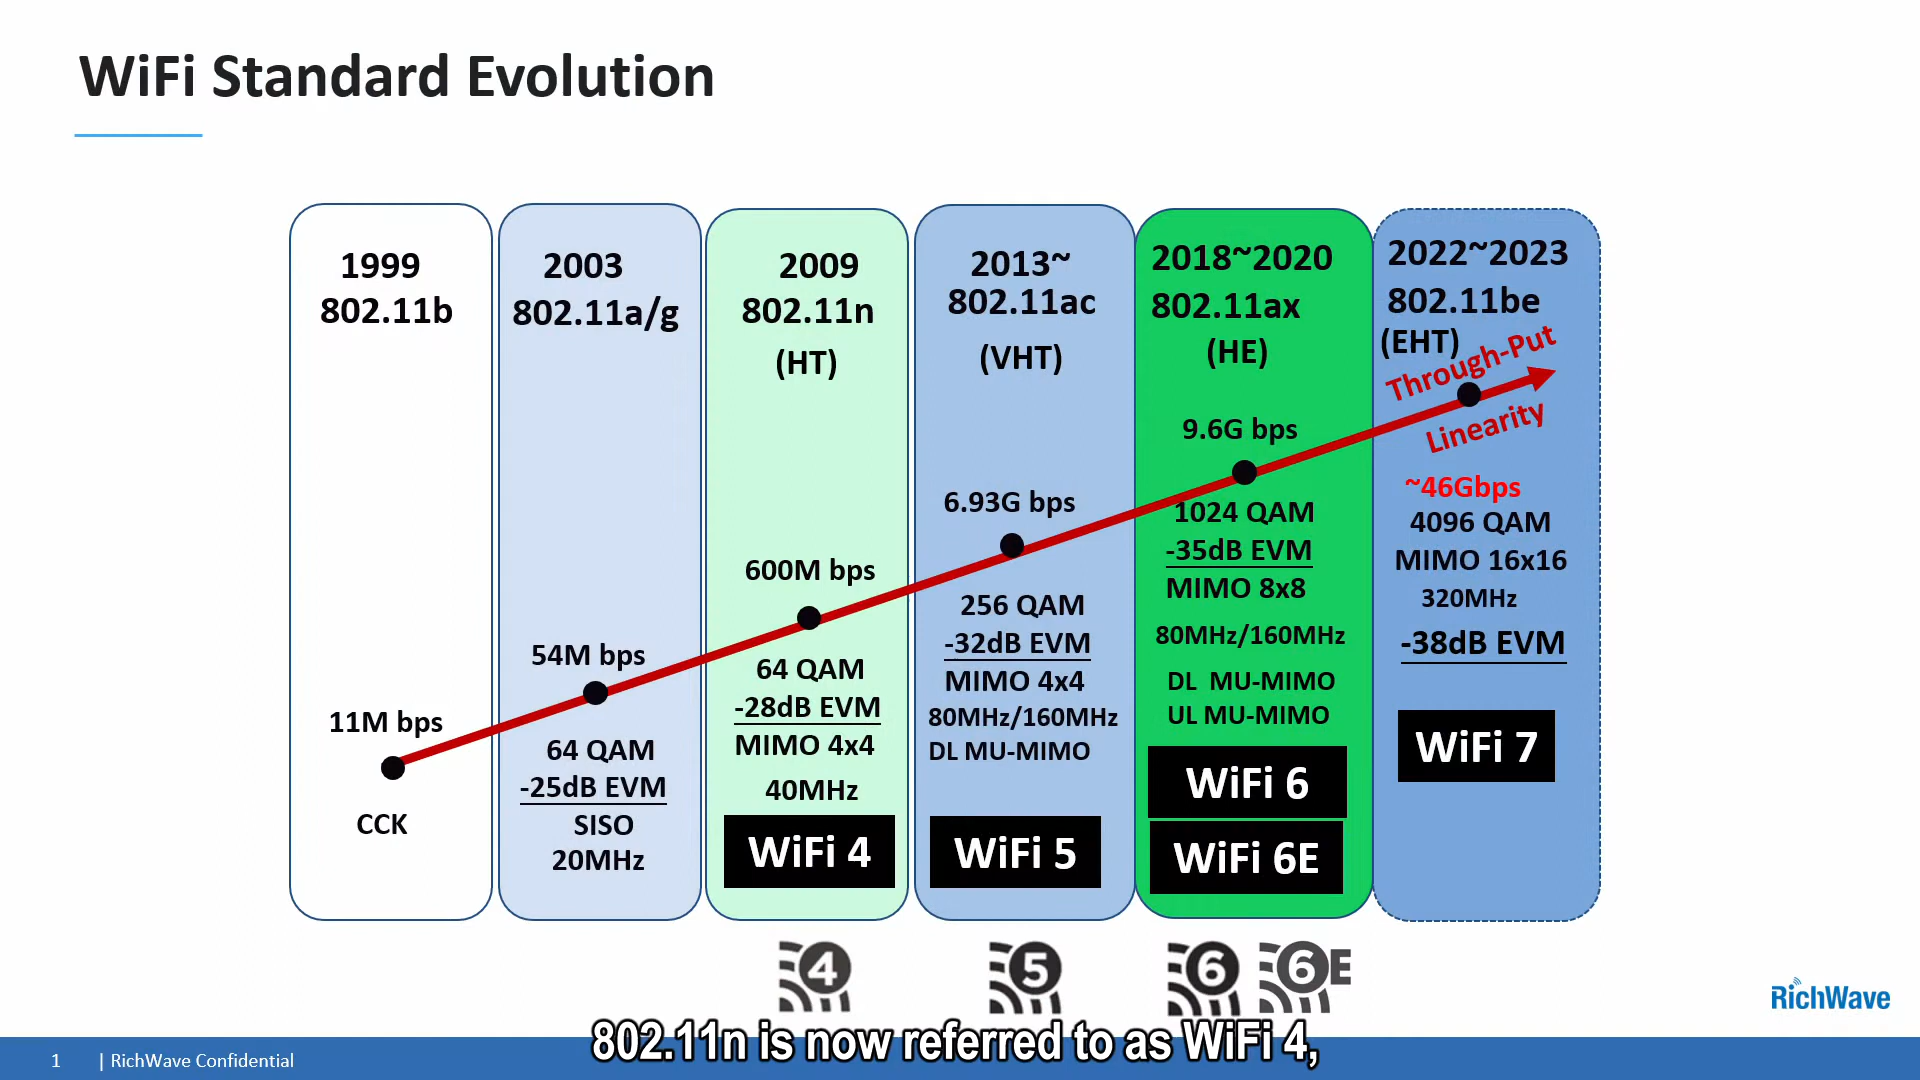 WiFi Standard Evolution
1999
802.11b
11M bps
CCK
2003
802.11a/g
54M bps
64 QAM
-25dB EVM
SISO
20MHz
2009
802.11n
(HT)
600M bps
64 QAM
-28dB EVM
MIMO 4x4
40MHz
WiFi 4
2013~
802.11ac
(VHT)
6.93G bps
256 QAM
-32dB EVM
MIMO 4x4
80MHz/160MHz
DL MU-MIMO
WiFi 5
2018~2020
802.11ax
(HE)
9.6G bps
1024 QAM
-35dB EVM
MIMO 8x8
80MHz/160MHz
DL MU-MIMO
UL MU-MIMO
WiFi 6
WiFi 6E
2022~2023
802.11be
(EHT)
Through-Put
Linearity
~46Gbps
4096 QAM
MIMO 16x16
320MHz
-38dB EVM
WiFi 7
4
5
6
6E
RichWave
802.11n is now referred to as WiFi 4,
1 | RichWave Confidential